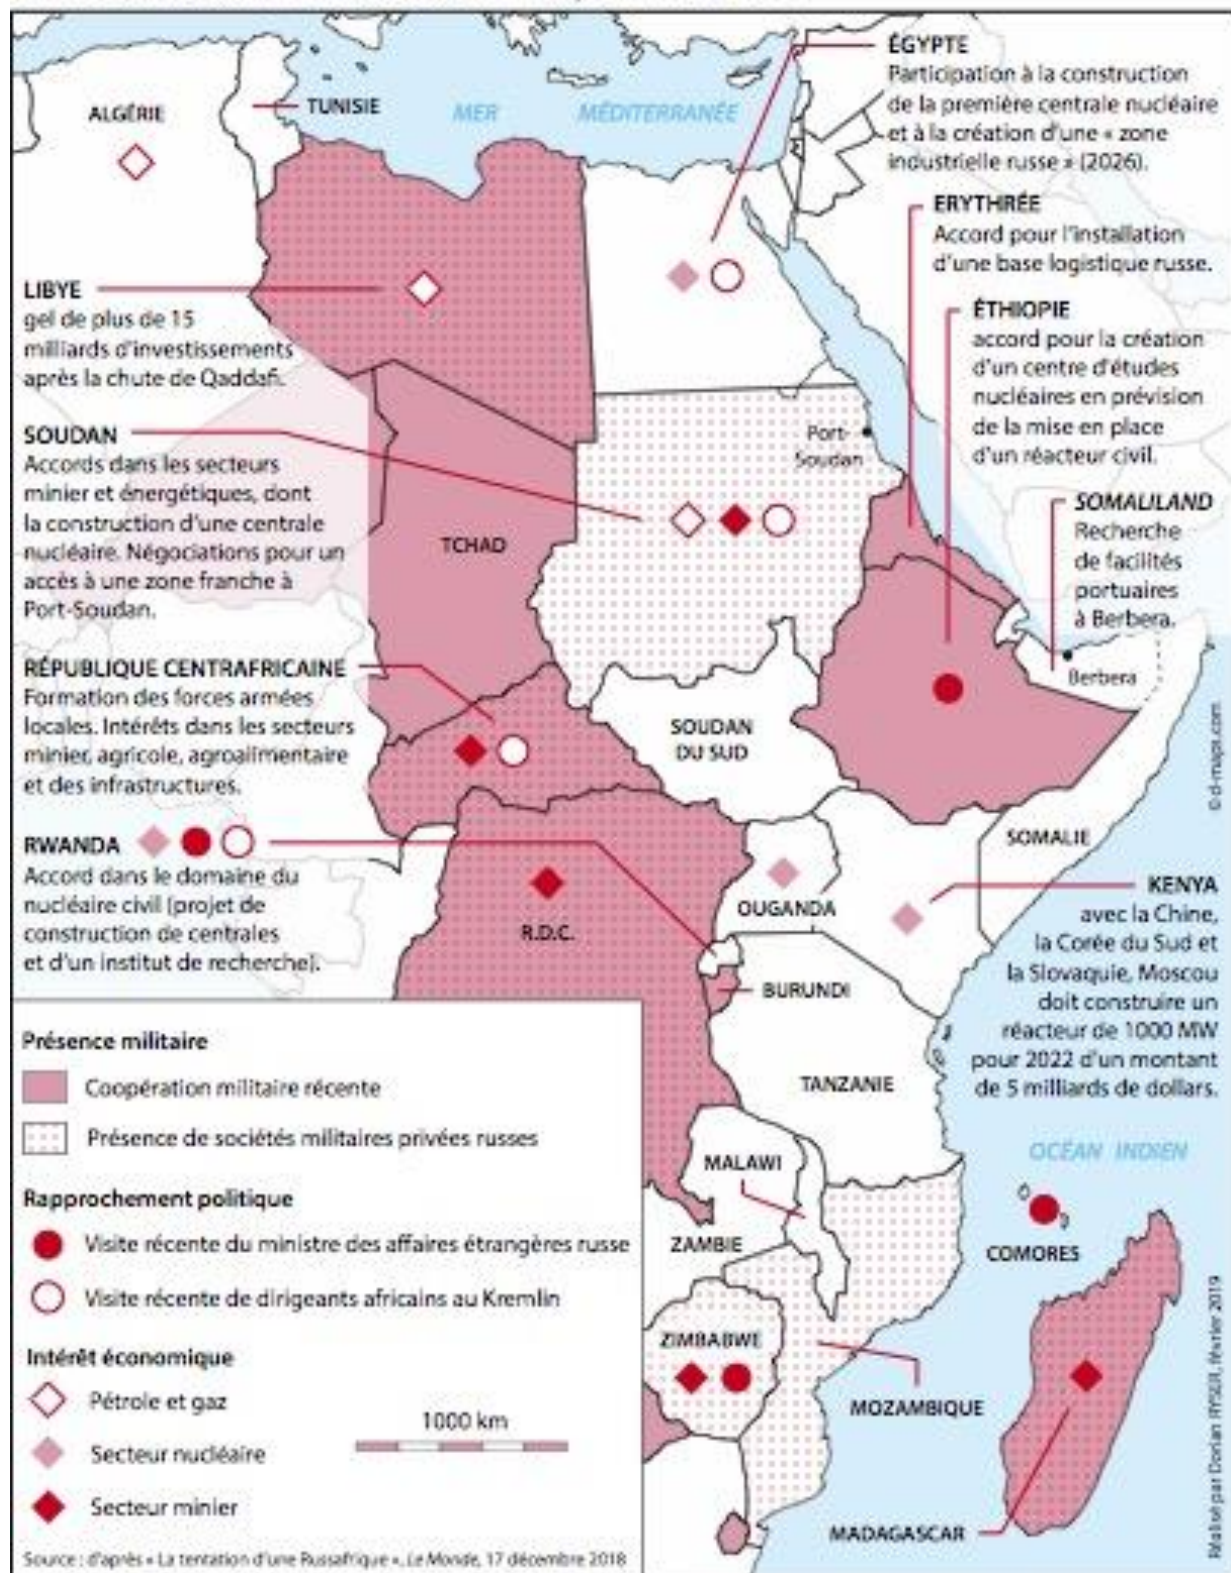 ALGÉRIE
TUNISIE
MER MÉDITERRANÉE
ÉGYPTE
Participation à la construction
de la première centrale nucléaire
et à la création d'une « zone
industrielle russe » (2026).
ERYTHRÉE
Accord pour l'installation
d'une base logistique russe.
LIBYE
gel de plus de 15
milliards d'investissements
après la chute de Qaddafi.
ÉTHIOPIE
accord pour la création
d'un centre d'études
nucléaires en prévision
de la mise en place
d'un réacteur civil.
SOUDAN
Accords dans les secteurs
minier et énergétiques, dont
la construction d'une centrale
nucléaire. Négociations pour un
accès à une zone franche à
Port-Soudan.
Port-
Soudan
TCHAD
SOMALILAND
Recherche
de facilités
portuaires
à Berbera.
Berbera
RÉPUBLIQUE CENTRAFRICAINE
Formation des forces armées
locales. Intérêts dans les secteurs
minier, agricole, agroalimentaire
et des infrastructures.
SOUDAN
DU SUD
© d-maps.com
RWANDA
Accord dans le domaine du
nucléaire civil (projet de
construction de centrales
et d'un institut de recherche).
SOMALIE
OUGANDA
R.D.C.
KENYA
avec la Chine,
la Corée du Sud et
la Slovaquie, Moscou
doit construire un
réacteur de 1000 MW
pour 2022 d'un montant
de 5 milliards de dollars.
BURUNDI
TANZANIE
Présence militaire
Coopération militaire récente
Présence de sociétés militaires privées russes
Rapprochement politique
Visite récente du ministre des affaires étrangères russe
Visite récente de dirigeants africains au Kremlin
Intérêt économique
Pétrole et gaz
Secteur nucléaire
Secteur minier
1000 km
Source : d'après « La tentation d'une Russafrique », Le Monde, 17 décembre 2018
MALAWI
OCÉAN INDIEN
ZAMBIE
COMORES
ZIMBABWE
MOZAMBIQUE
MADAGASCAR
Réalisé par Dorian RYSER, février 2019